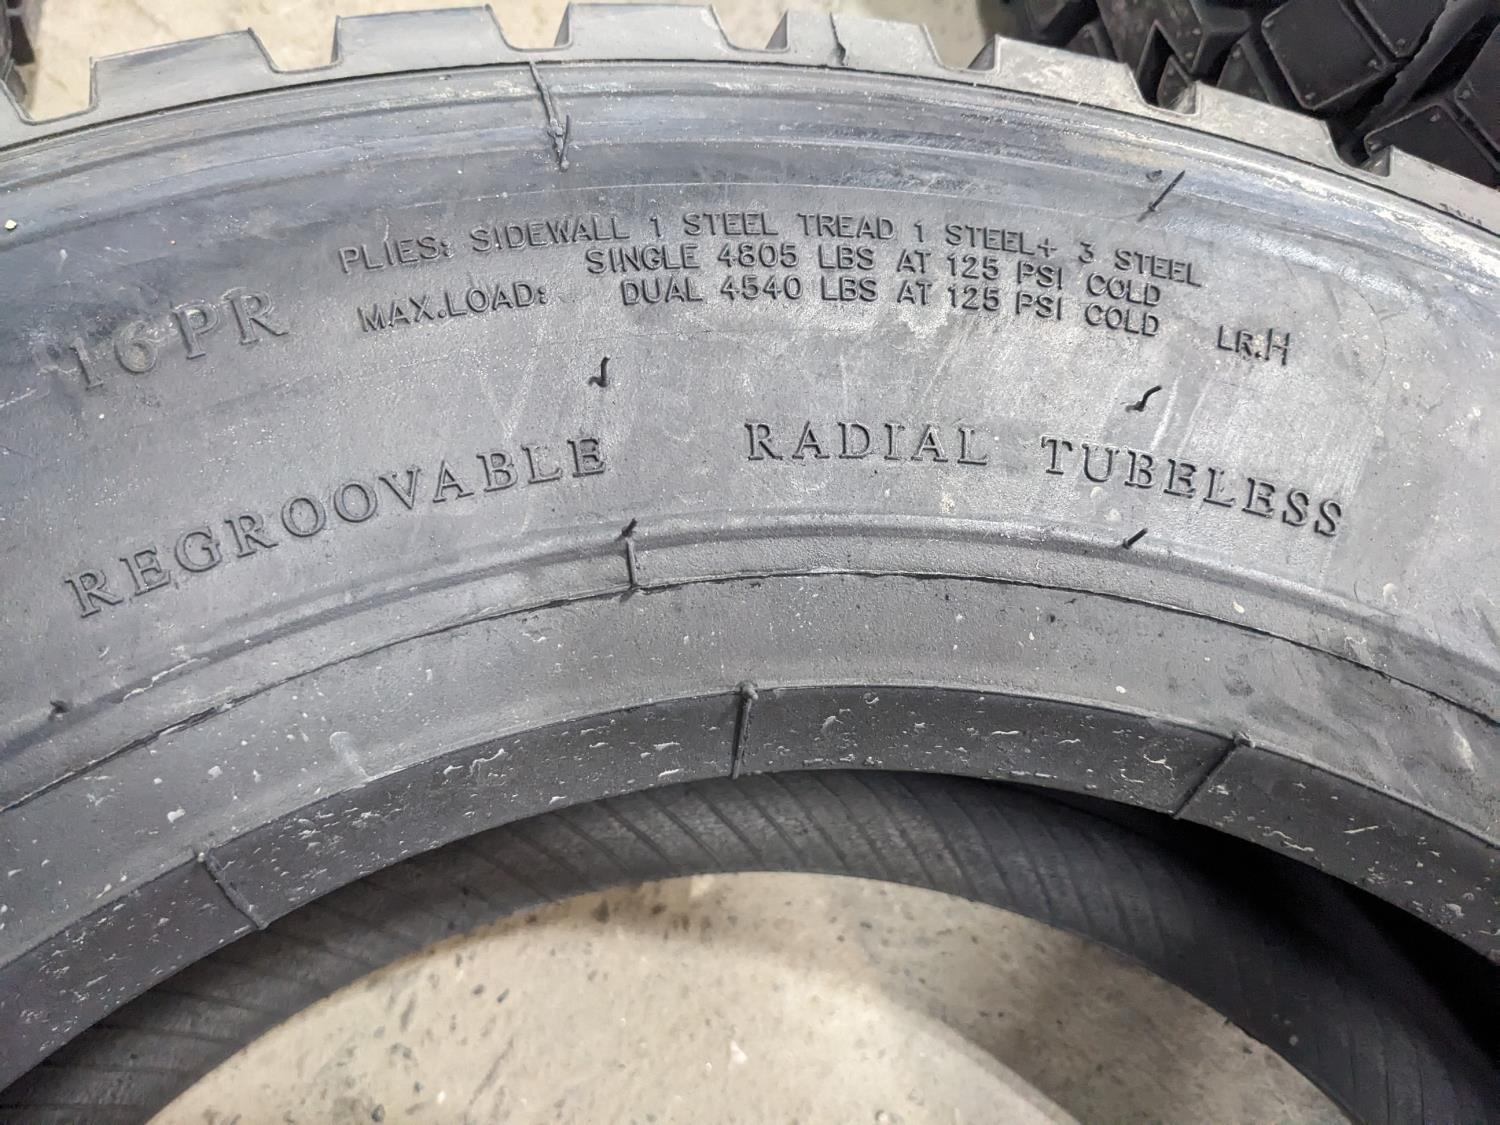 PLIES: SIDEWALL 1 STEEL TREAD 1 STEEL+ 3 STEEL
SINGLE 4805 LBS AT 125 PSI COLD
MAX.LOAD: DUAL 4540 LBS AT 125 PSI COLD
LR.H
16PR
REGROOVABLE RADIAL TUBELESS